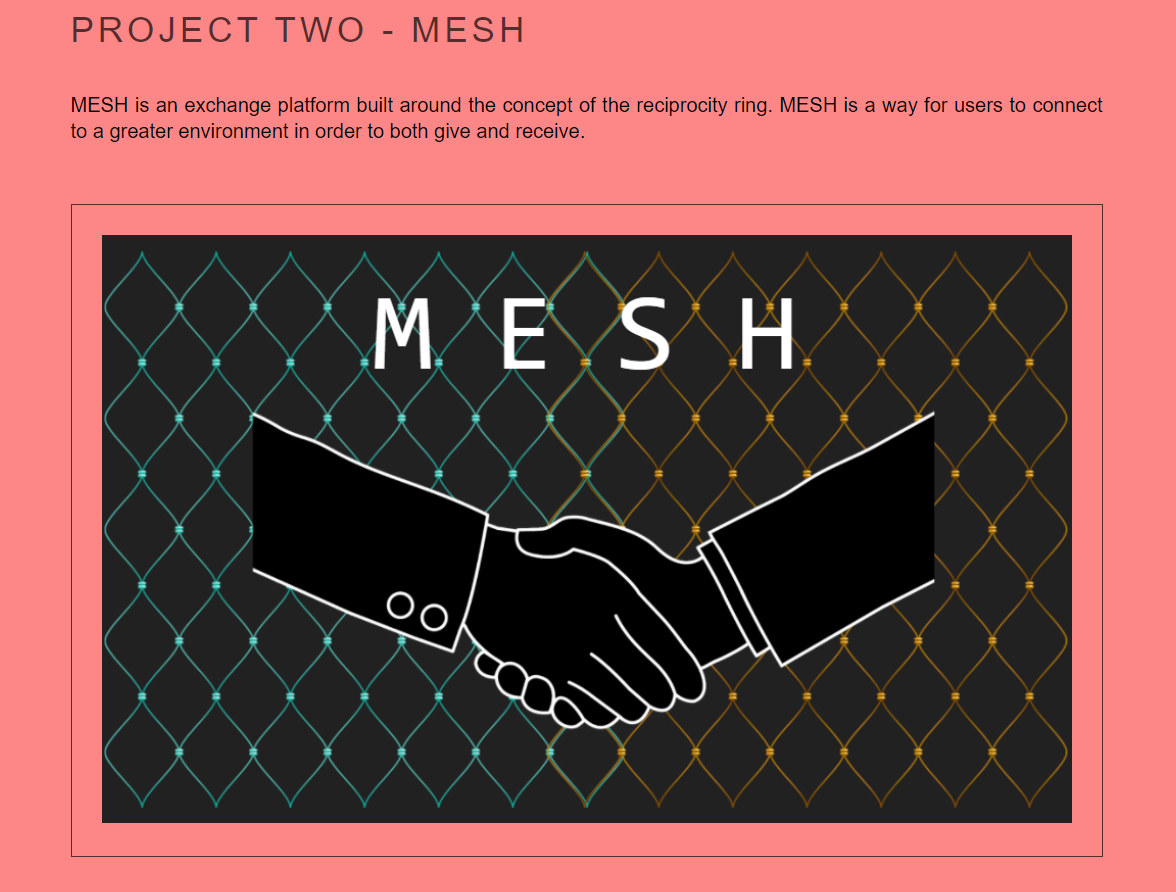 PROJECT TWO - MESH
MESH is an exchange platform built around the concept of the reciprocity ring. MESH is a way for users to connect
to a greater environment in order to both give and receive.
M E S H